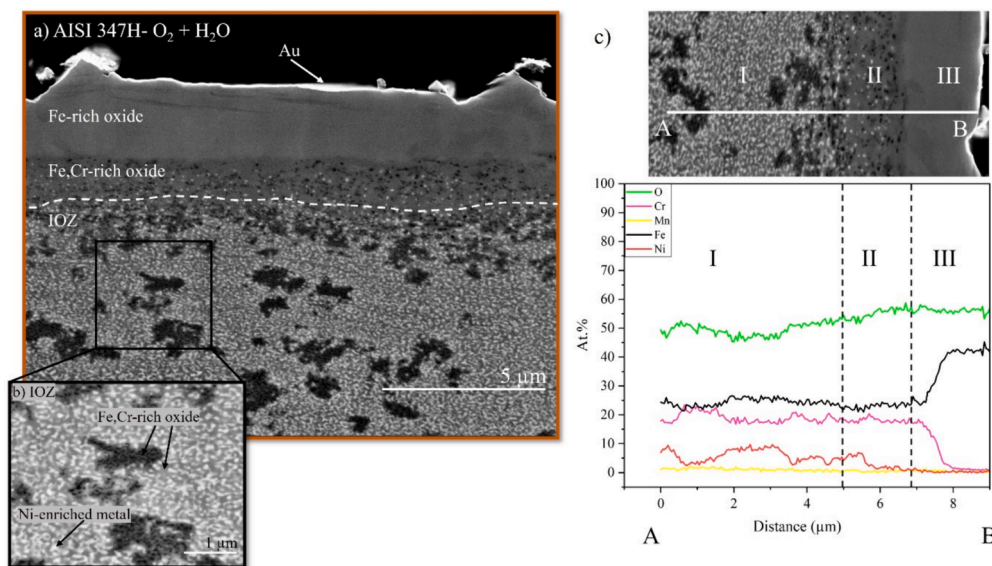 a) AISI 347H- O₂ + H₂O
Au
Fe-rich oxide
Fe,Cr-rich oxide
IOZ
5 µm
b) IOZ
Fe,Cr-rich oxide
Ni-enriched metal
1 µm
c)
I
II
III
A
B
100
90
80
70
60
50
40
30
20
10
0
At.%
O
Cr
Mn
Fe
Ni
I
II
III
0
2
4
6
8
Distance (µm)
A
B